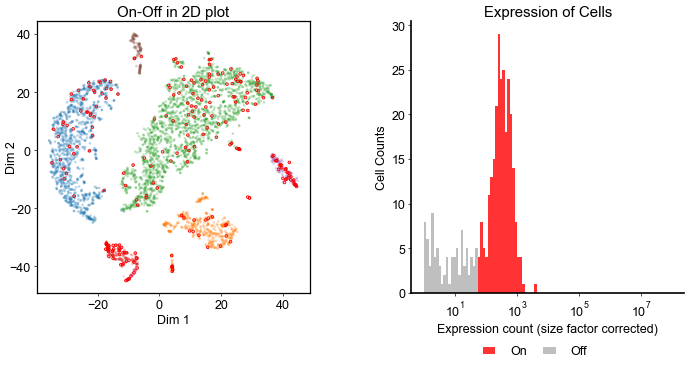 On-Off in 2D plot
40
20
0
−20
−40
Dim 2
−20
0
20
40
Dim 1
Expression of Cells
30
25
20
15
10
5
0
Cell Counts
10^1
10^3
10^5
10^7
Expression count (size factor corrected)
On
Off